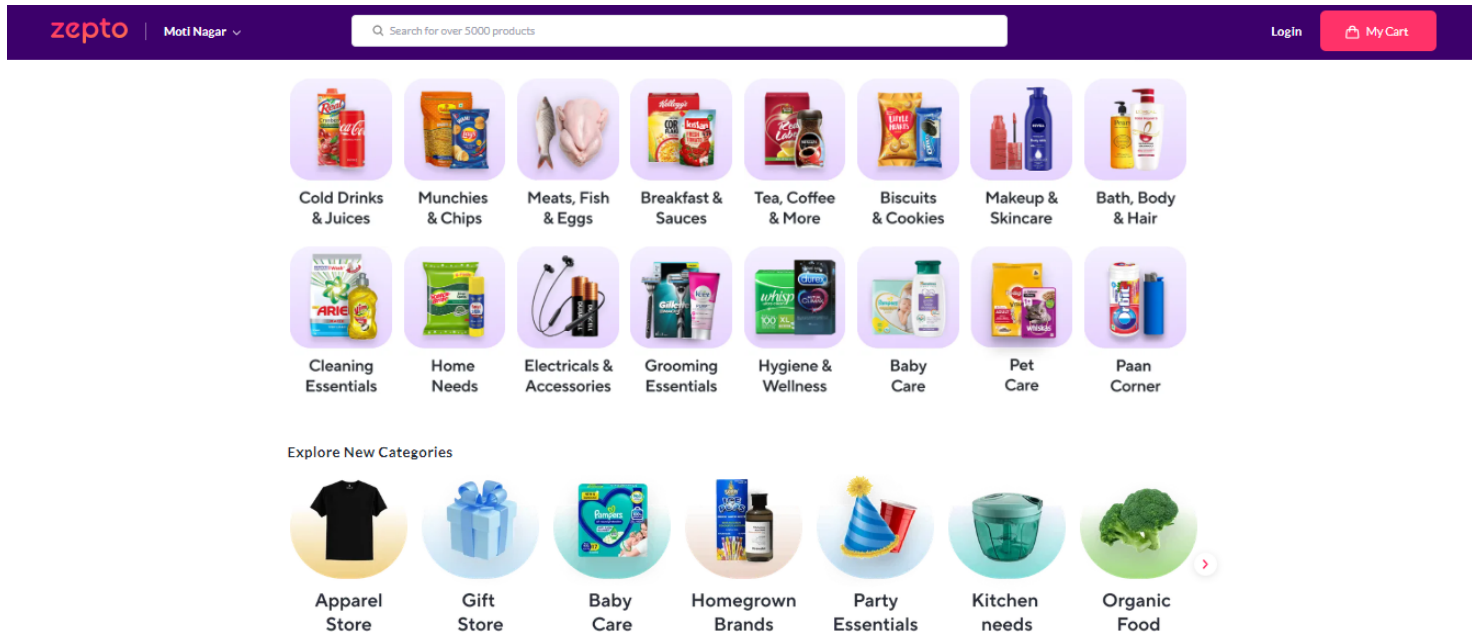 zepto
Moti Nagar
Search for over 5000 products
Login
My Cart
Cold Drinks
& Juices
Munchies
& Chips
Meats, Fish
& Eggs
Breakfast &
Sauces
Tea, Coffee
& More
Biscuits
& Cookies
Makeup &
Skincare
Bath, Body
& Hair
Cleaning
Essentials
Home
Needs
Electricals &
Accessories
Grooming
Essentials
Hygiene &
Wellness
Baby
Care
Pet
Care
Paan
Corner
Explore New Categories
Apparel
Store
Gift
Store
Baby
Care
Homegrown
Brands
Party
Essentials
Kitchen
needs
Organic
Food